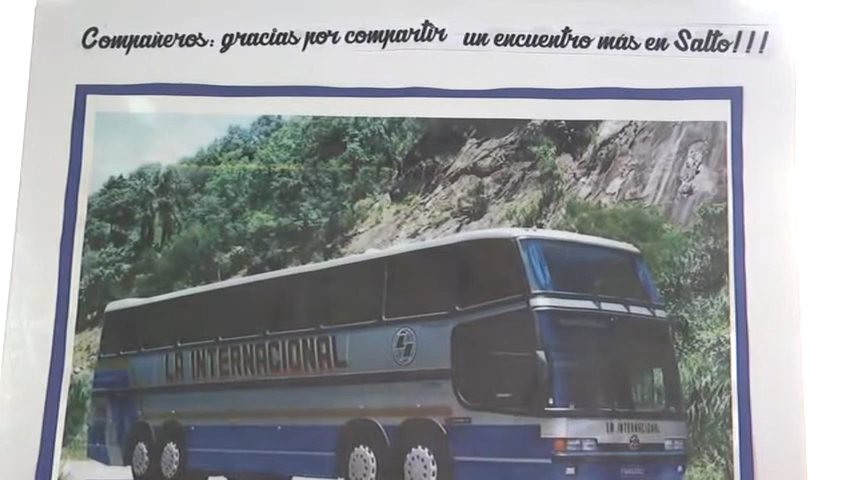 Compañeros: gracias por compartir un encuentro más en Salto!!!
LA INTERNACIONAL
LA INTERNACIONAL